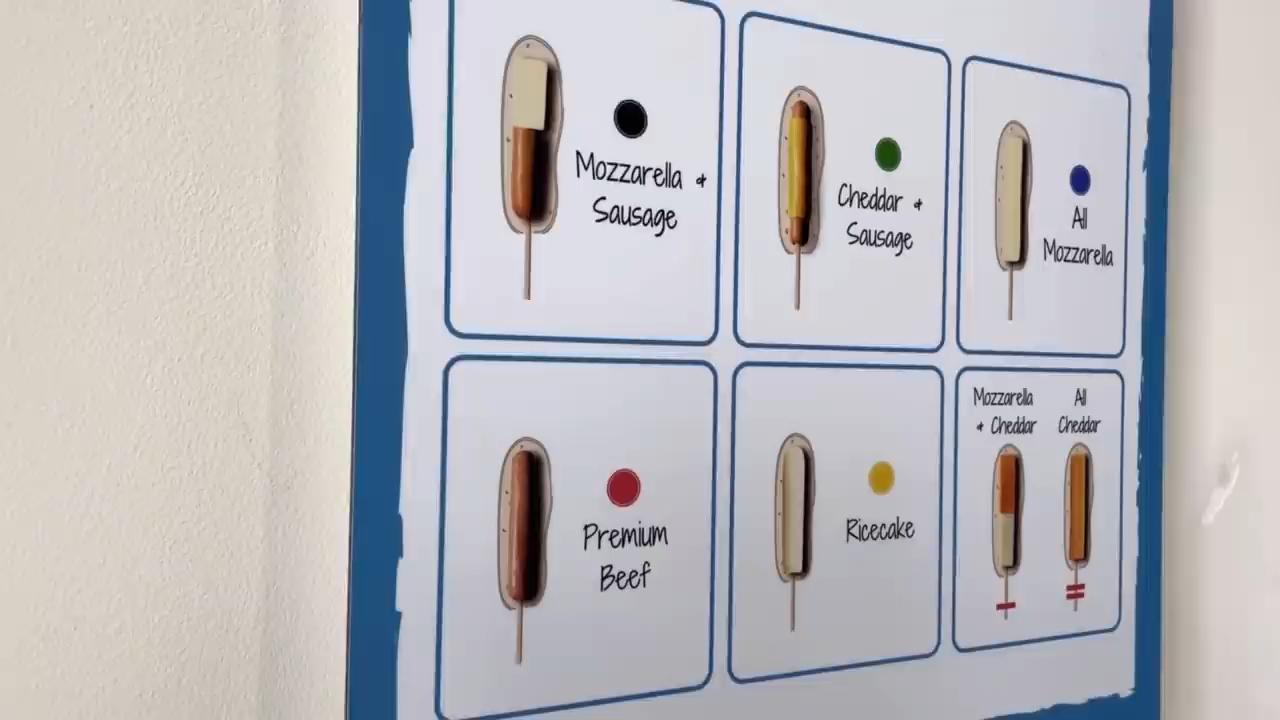 Mozzarella &
Sausage
Cheddar &
Sausage
All
Mozzarella
Premium
Beef
Ricecake
Mozzarella
& Cheddar
All
Cheddar